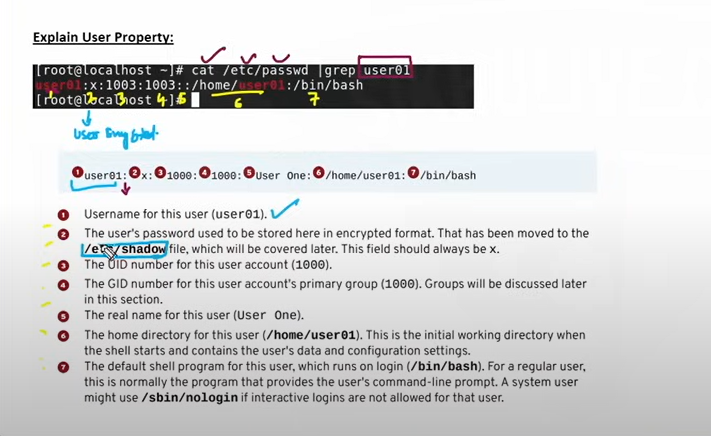 Explain User Property:
[root@localhost ~]# cat /etc/passwd |grep user01
user01:x:1003:1003::/home/user01:/bin/bash
[root@localhost ~]#
1 2 3 4 5 6 7
User
1 user01: 2 x: 3 1000: 4 1000: 5 User One: 6 /home/user01: 7 /bin/bash
1 Username for this user (user01).
2 The user's password used to be stored here in encrypted format. That has been moved to the
/etc/shadow file, which will be covered later. This field should always be x.
3 The UID number for this user account (1000).
4 The GID number for this user account's primary group (1000). Groups will be discussed later
in this section.
5 The real name for this user (User One).
6 The home directory for this user (/home/user01). This is the initial working directory when
the shell starts and contains the user's data and configuration settings.
7 The default shell program for this user, which runs on login (/bin/bash). For a regular user,
this is normally the program that provides the user's command-line prompt. A system user
might use /sbin/nologin if interactive logins are not allowed for that user.